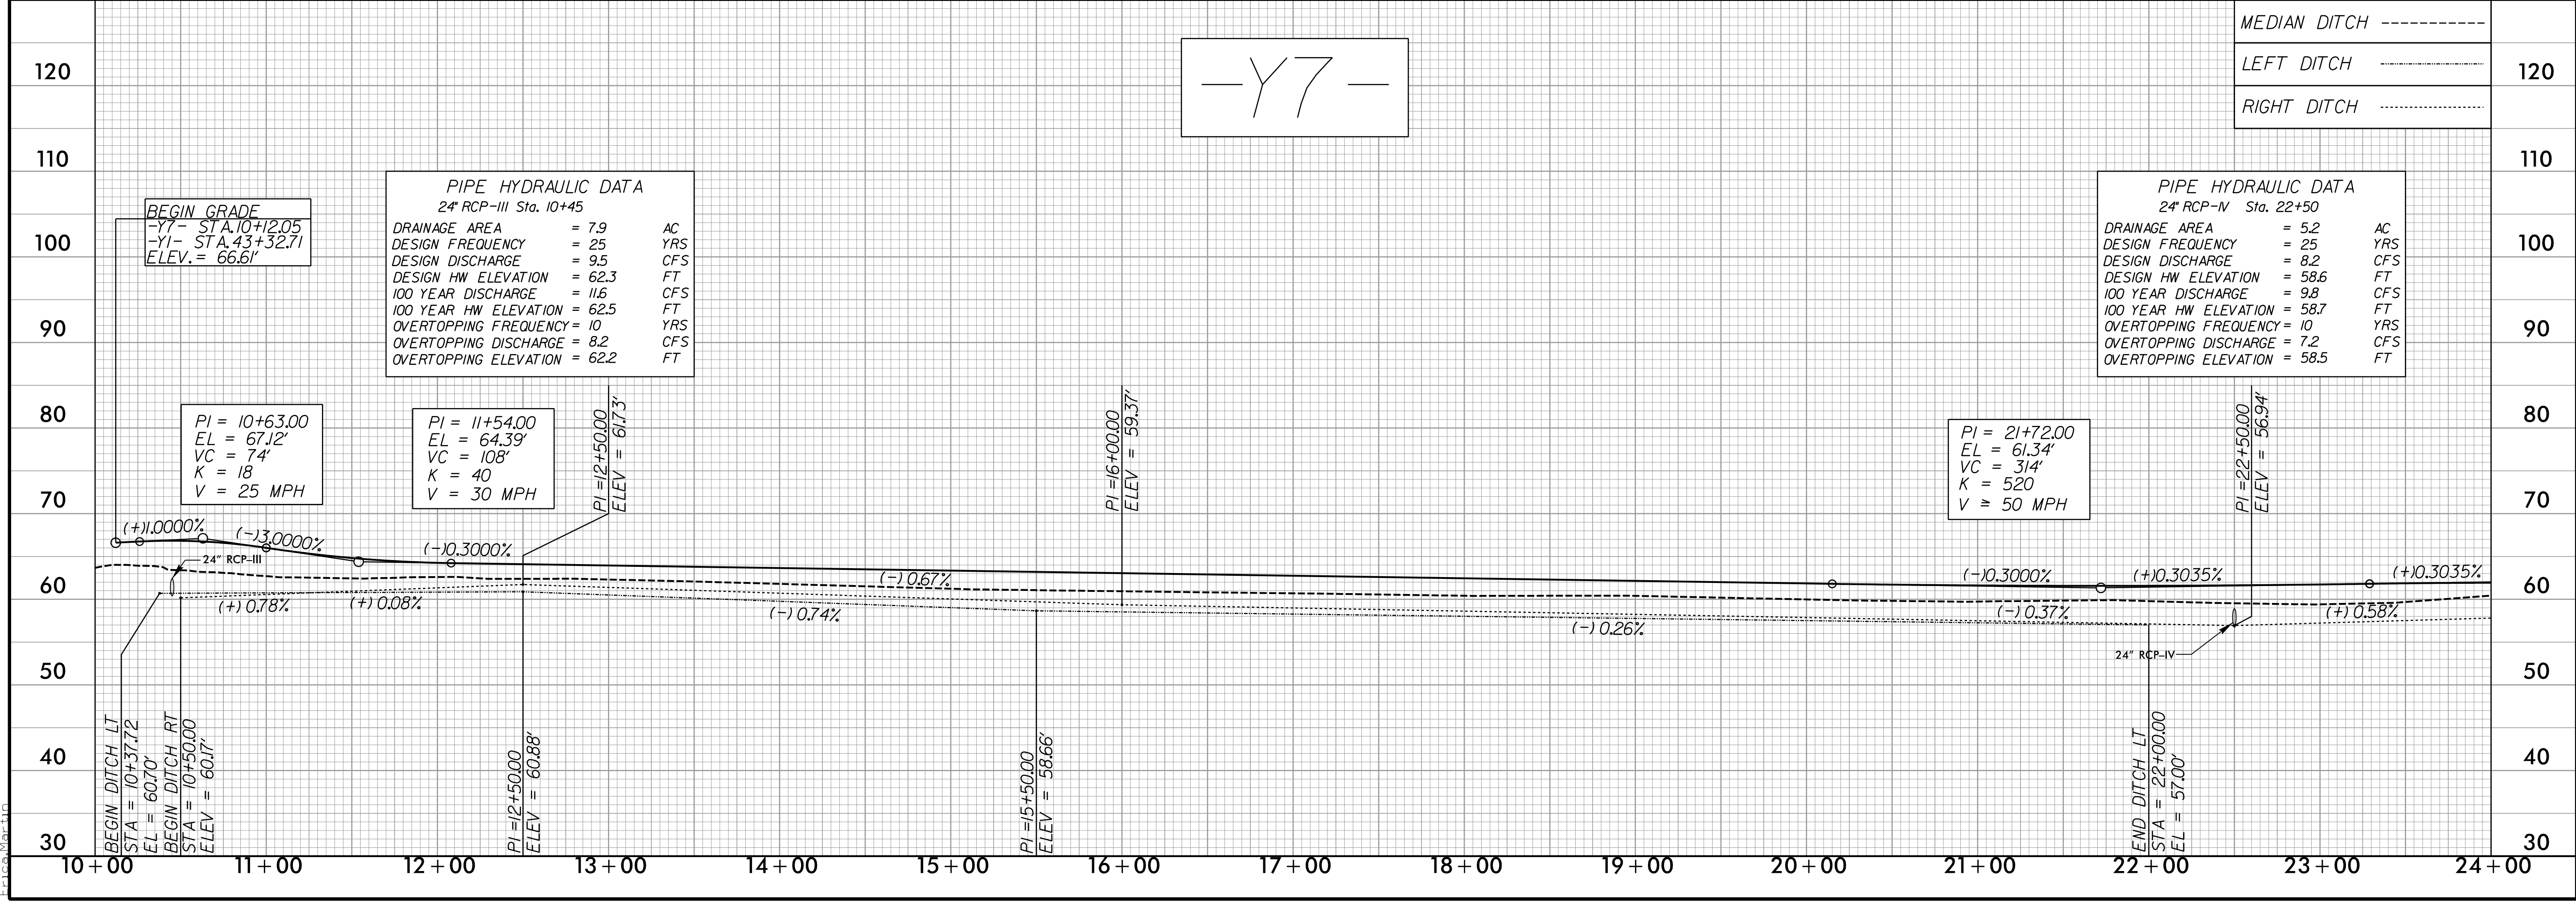 MEDIAN DITCH
LEFT DITCH
RIGHT DITCH
-Y7-
120
110
100
90
80
70
60
50
40
30
120
110
100
90
80
70
60
50
40
30
BEGIN GRADE
-Y7- STA.10+12.05
-Y1- STA.43+32.71
ELEV.= 66.61'
PIPE HYDRAULIC DATA
24" RCP-III Sta. 10+45
DRAINAGE AREA = 7.9 AC
DESIGN FREQUENCY = 25 YRS
DESIGN DISCHARGE = 9.5 CFS
DESIGN HW ELEVATION = 62.3 FT
100 YEAR DISCHARGE = 11.6 CFS
100 YEAR HW ELEVATION = 62.5 FT
OVERTOPPING FREQUENCY = 10 YRS
OVERTOPPING DISCHARGE = 8.2 CFS
OVERTOPPING ELEVATION = 62.2 FT
PIPE HYDRAULIC DATA
24" RCP-IV Sta. 22+50
DRAINAGE AREA = 5.2 AC
DESIGN FREQUENCY = 25 YRS
DESIGN DISCHARGE = 8.2 CFS
DESIGN HW ELEVATION = 58.6 FT
100 YEAR DISCHARGE = 9.8 CFS
100 YEAR HW ELEVATION = 58.7 FT
OVERTOPPING FREQUENCY = 10 YRS
OVERTOPPING DISCHARGE = 7.2 CFS
OVERTOPPING ELEVATION = 58.5 FT
PI = 10+63.00
EL = 67.12'
VC = 74'
K = 18
V = 25 MPH
PI = 11+54.00
EL = 64.39'
VC = 108'
K = 40
V = 30 MPH
PI =12+50.00
ELEV = 61.73'
PI =16+00.00
ELEV = 59.37'
PI = 21+72.00
EL = 61.34'
VC = 314'
K = 520
V ≥ 50 MPH
PI =22+50.00
ELEV = 56.94'
(+)1.0000%
(-)3.0000%
(-)0.3000%
(-)0.3000%
(+)0.3035%
(+)0.3035%
24" RCP-III
(+) 0.78%
(+) 0.08%
(-) 0.67%
(-) 0.74%
(-) 0.26%
(-) 0.37%
(+) 0.58%
24" RCP-IV
BEGIN DITCH LT
STA = 10+37.72
EL = 60.70'
BEGIN DITCH RT
STA = 10+50.00
ELEV = 60.17'
PI =12+50.00
ELEV = 60.88'
PI =15+50.00
ELEV = 58.66'
END DITCH LT
STA = 22+00.00
EL = 57.00'
10+00
11+00
12+00
13+00
14+00
15+00
16+00
17+00
18+00
19+00
20+00
21+00
22+00
23+00
24+00
Erica.Martin